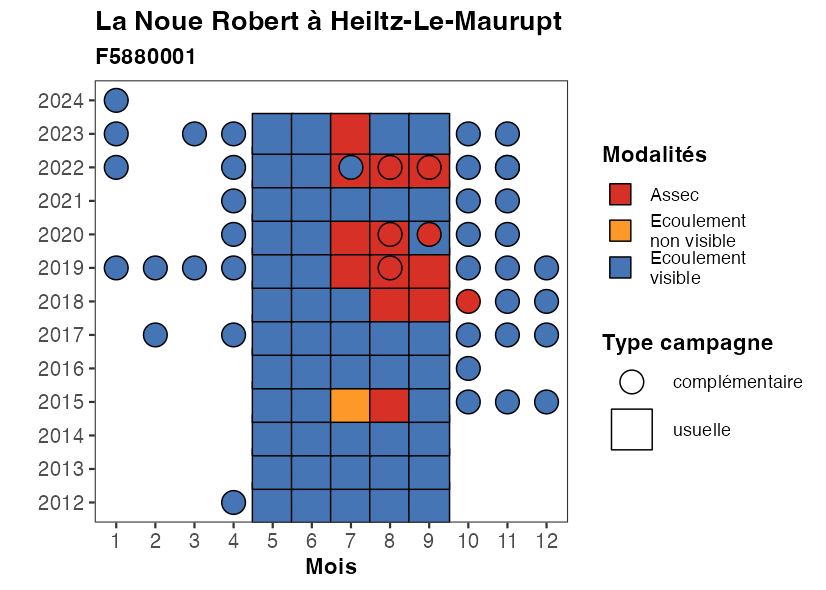 La Noue Robert à Heiltz-Le-Maurupt
F5880001
2024
2023
2022
2021
2020
2019
2018
2017
2016
2015
2014
2013
2012
1 2 3 4 5 6 7 8 9 10 11 12
Mois
Modalités
Assec
Ecoulement
non visible
Ecoulement
visible
Type campagne
complémentaire
usuelle